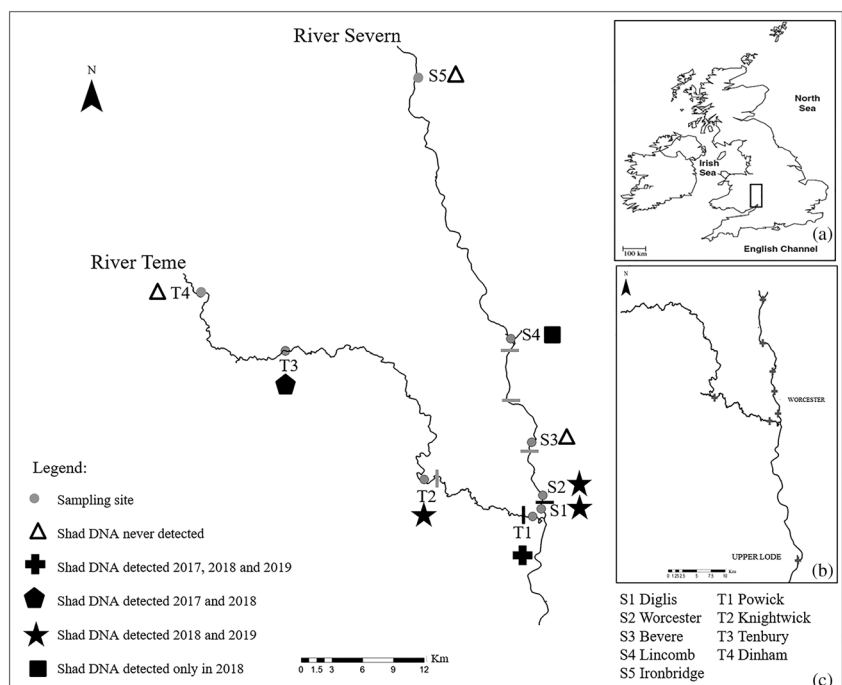 River Severn
N
S5
River Teme
T4
T3
S4
S3
S2
S1
T2
T1
Legend:
Sampling site
Shad DNA never detected
Shad DNA detected 2017, 2018 and 2019
Shad DNA detected 2017 and 2018
Shad DNA detected 2018 and 2019
Shad DNA detected only in 2018
Km
0 1.5 3 6 9 12
North
Sea
Irish
Sea
(a)
100 km
English Channel
N
WORCESTER
UPPER LODE
Km
(b)
S1 Diglis T1 Powick
S2 Worcester T2 Knightwick
S3 Bevere T3 Tenbury
S4 Lincomb T4 Dinham
S5 Ironbridge
(c)